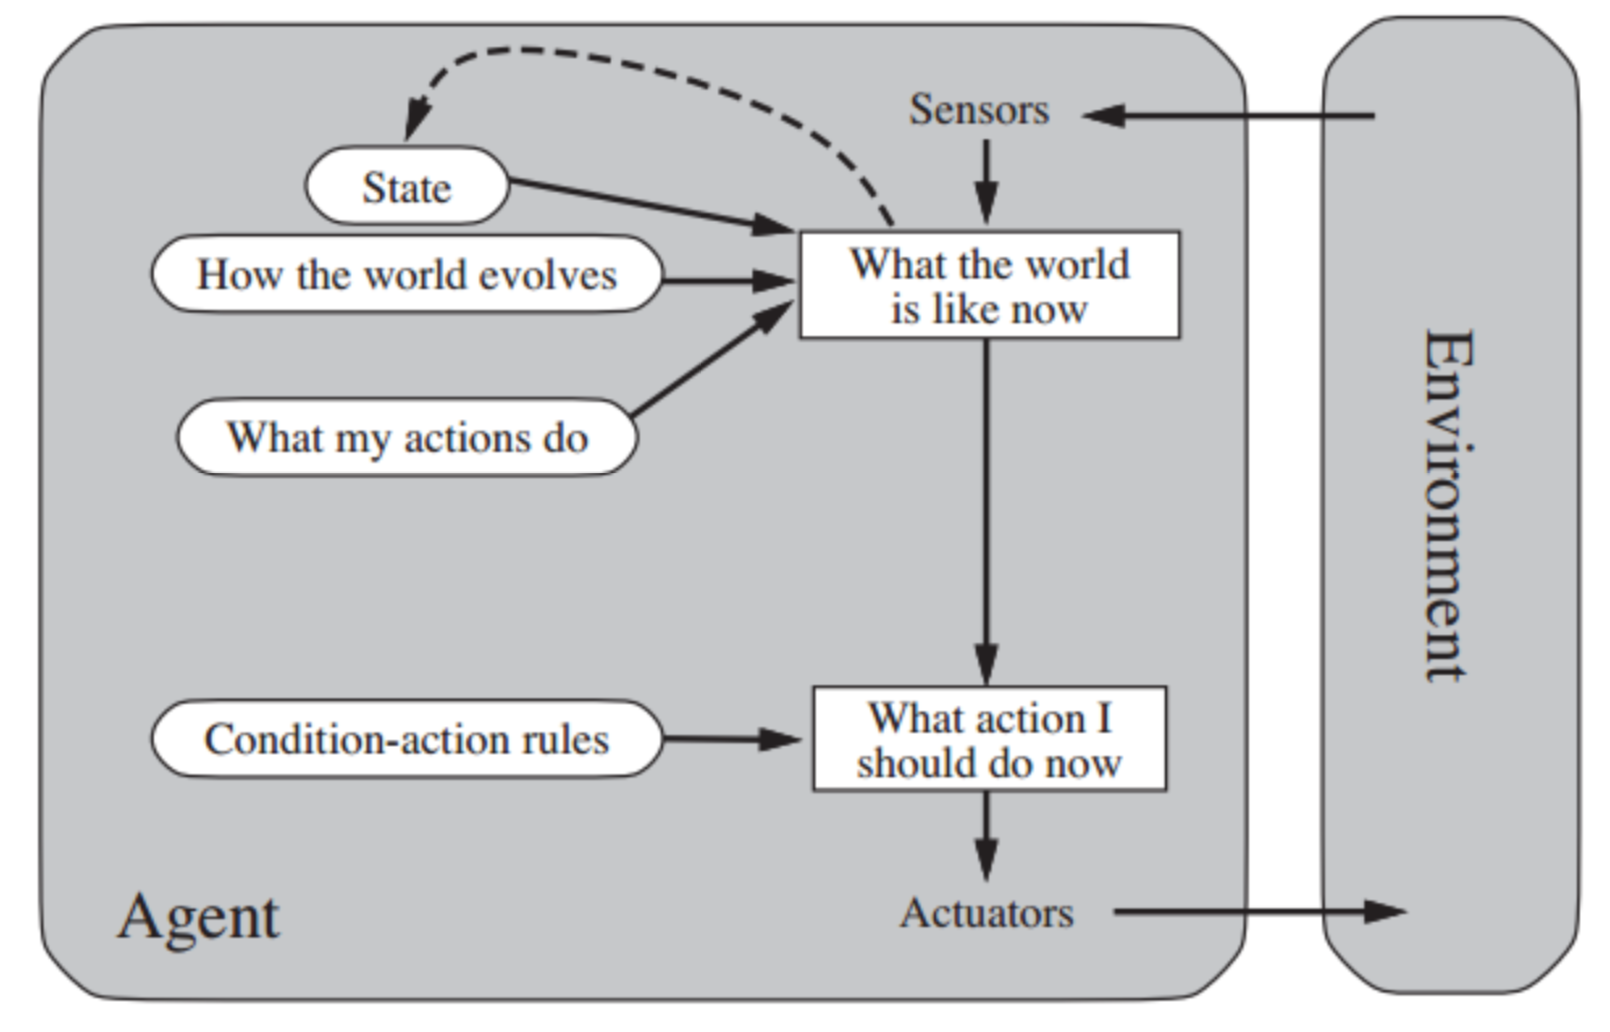 Sensors
State
How the world evolves
What the world
is like now
What my actions do
Environment
Condition-action rules
What action I
should do now
Agent
Actuators